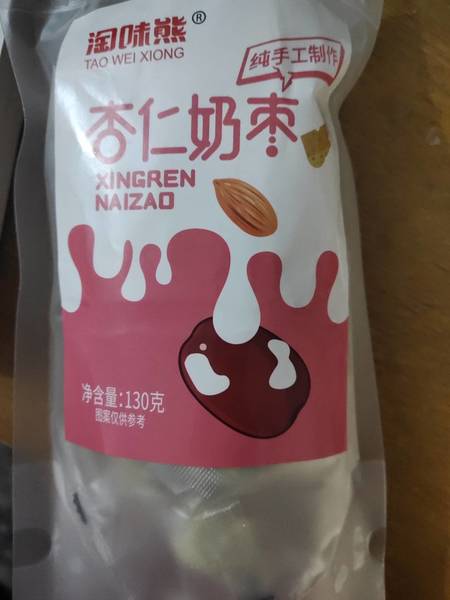 淘味熊®
TAO WEI XIONG
纯手工制作
杏仁奶枣
XINGREN
NAIZAO
净含量:130克
图案仅供参考